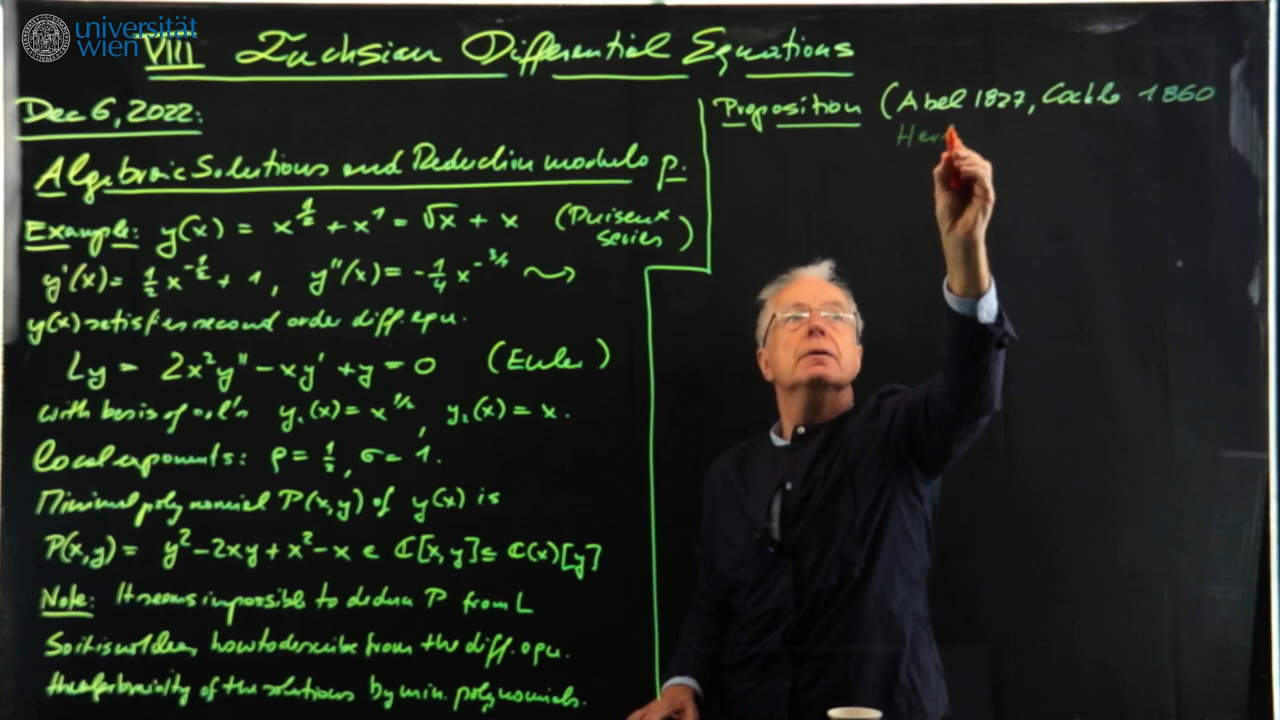 universität
wien
VIII Fuchsian Differential Equations
Dec 6, 2022:
Algebraic Solutions and Reduction modulo p.
Example: y(x) = x^{1/2} + x^1 = √x + x (Puiseux series)
y'(x) = 1/2 x^{-1/2} + 1, y''(x) = -1/4 x^{-3/2} ⇝
y(x) satisfies second order diff. equ.
Ly = 2x²y'' - xy' + y = 0 (Euler)
with basis of sol's y₁(x) = x^{1/2}, y₂(x) = x.
Local exponents: ρ = 1/2, σ = 1.
Minimal polynomial P(x,y) of y(x) is
P(x,y) = y² - 2xy + x² - x ∈ ℂ[x,y] ⊆ ℂ(x)[y]
Note: It seems impossible to deduce P from L
So it is not clear, how to describe from the diff. equ.
the algebraicity of the solutions by min. polynomials.
Proposition (Abel 1827, Cockle 1860
Har